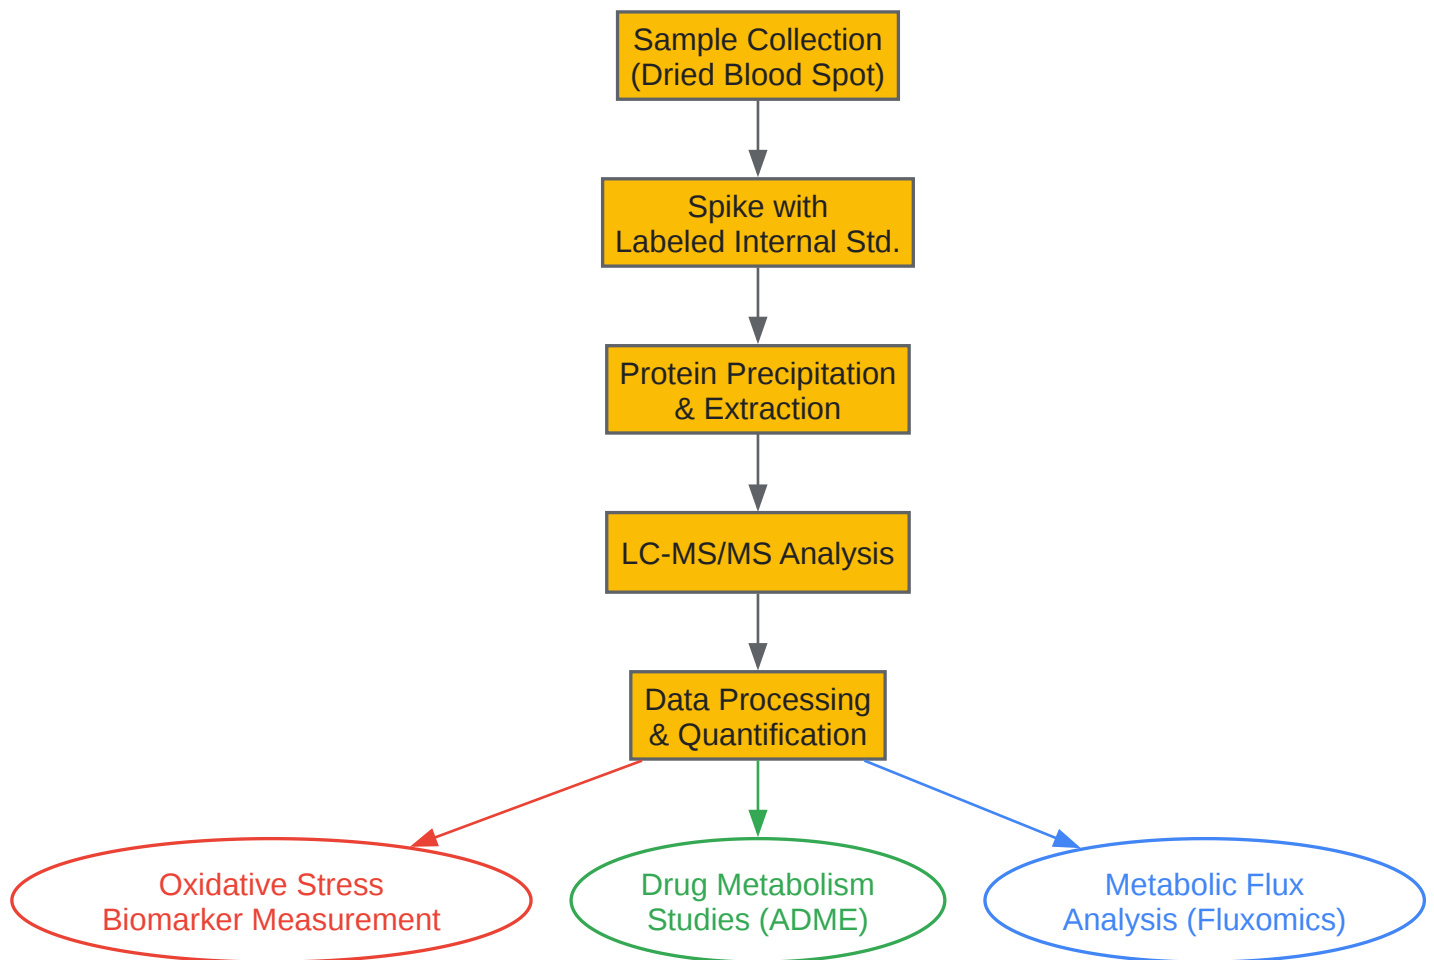 Sample Collection
(Dried Blood Spot)
Spike with
Labeled Internal Std.
Protein Precipitation
& Extraction
LC-MS/MS Analysis
Data Processing
& Quantification
Oxidative Stress
Biomarker Measurement
Drug Metabolism
Studies (ADME)
Metabolic Flux
Analysis (Fluxomics)